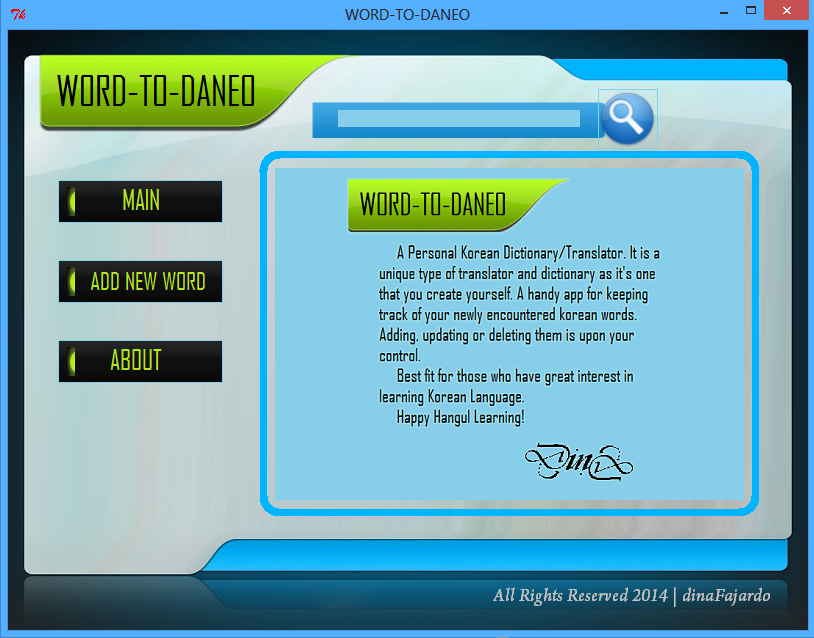 WORD-TO-DANEO
WORD-TO-DANEO
MAIN
ADD NEW WORD
ABOUT
WORD-TO-DANEO
A Personal Korean Dictionary/Translator. It is a
unique type of translator and dictionary as it's one
that you create yourself. A handy app for keeping
track of your newly encountered korean words.
Adding, updating or deleting them is upon your
control.
Best fit for those who have great interest in
learning Korean Language.
Happy Hangul Learning!
DinA
All Rights Reserved 2014 | dinaFajardo